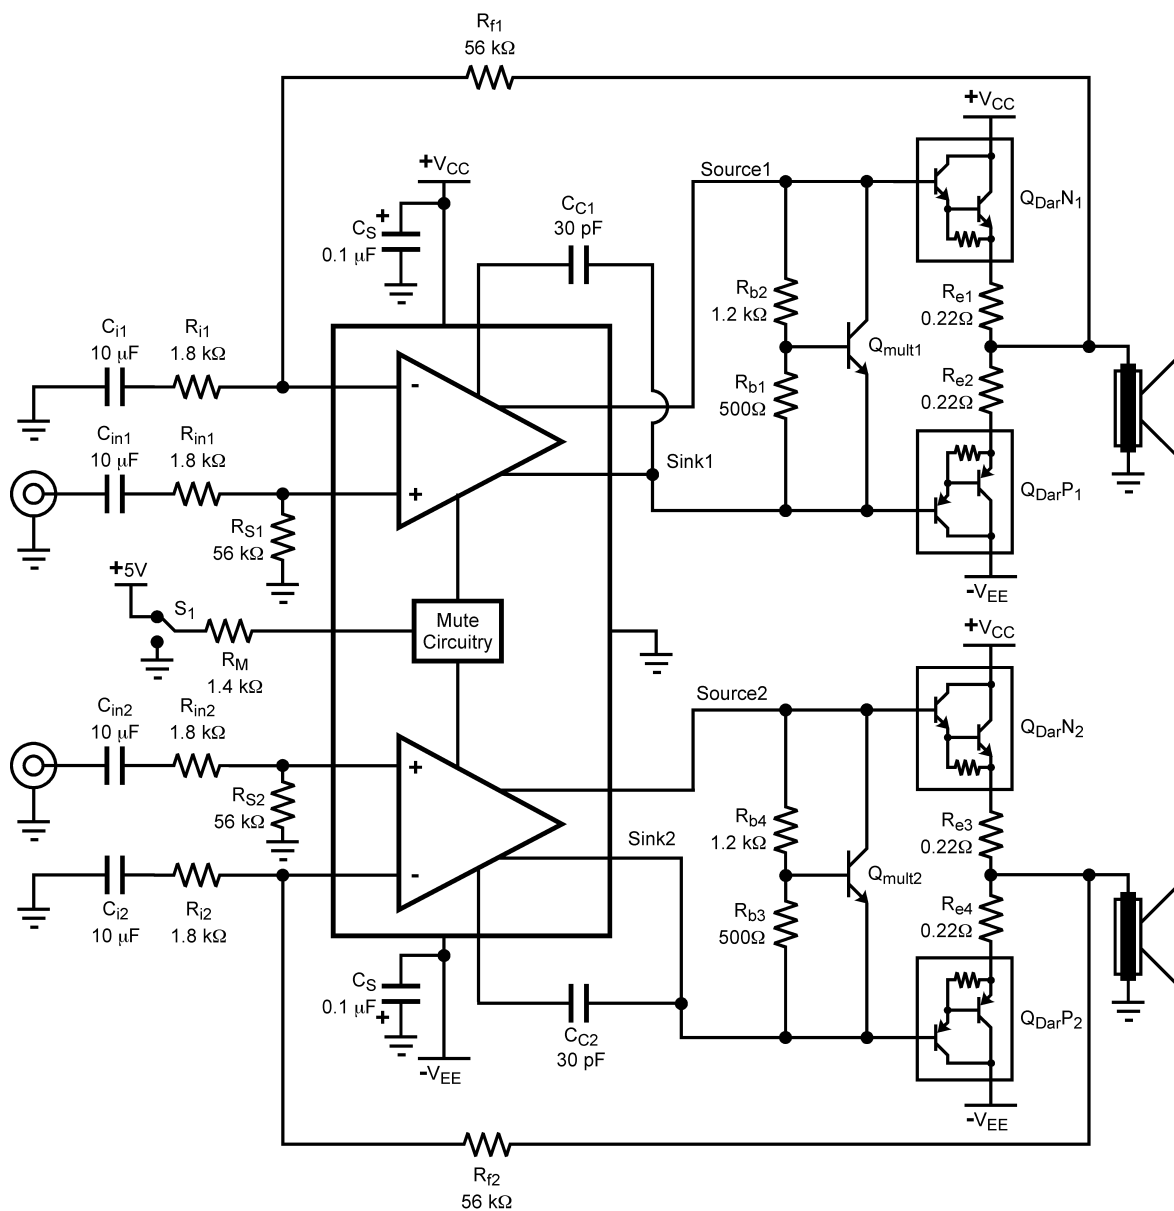 Rf1
56 kΩ
+VCC
+VCC
Source1
CC1
30 pF
CS
+
0.1 µF
QDarN1
Rb2
1.2 kΩ
Re1
0.22Ω
Ci1
10 µF
Ri1
1.8 kΩ
Qmult1
-
Rb1
500Ω
Re2
0.22Ω
Cin1
10 µF
Rin1
1.8 kΩ
Sink1
+
QDarP1
RS1
56 kΩ
+5V
S1
-VEE
Mute
Circuitry
RM
1.4 kΩ
+VCC
Cin2
10 µF
Rin2
1.8 kΩ
Source2
QDarN2
+
RS2
56 kΩ
Rb4
1.2 kΩ
Re3
0.22Ω
Sink2
-
Qmult2
Ci2
10 µF
Ri2
1.8 kΩ
Rb3
500Ω
Re4
0.22Ω
CS
0.1 µF
+
QDarP2
CC2
30 pF
-VEE
-VEE
Rf2
56 kΩ